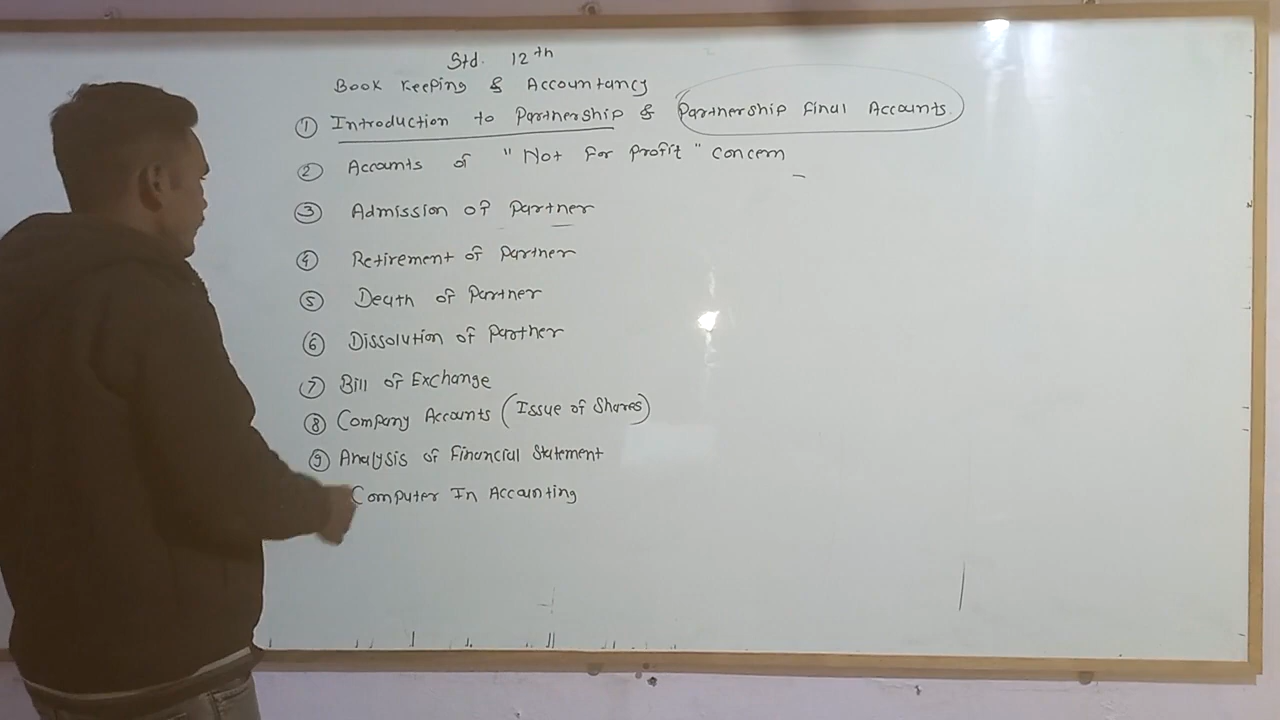 Std. 12th
Book Keeping & Accountancy
① Introduction to Partnership & Partnership Final Accounts.
② Accounts of "Not For Profit" Concern
③ Admission of Partner
④ Retirement of Partner
⑤ Death of Partner
⑥ Dissolution of Partner
⑦ Bill of Exchange
⑧ Company Accounts (Issue of Shares)
⑨ Analysis of Financial Statement
Computer In Accounting